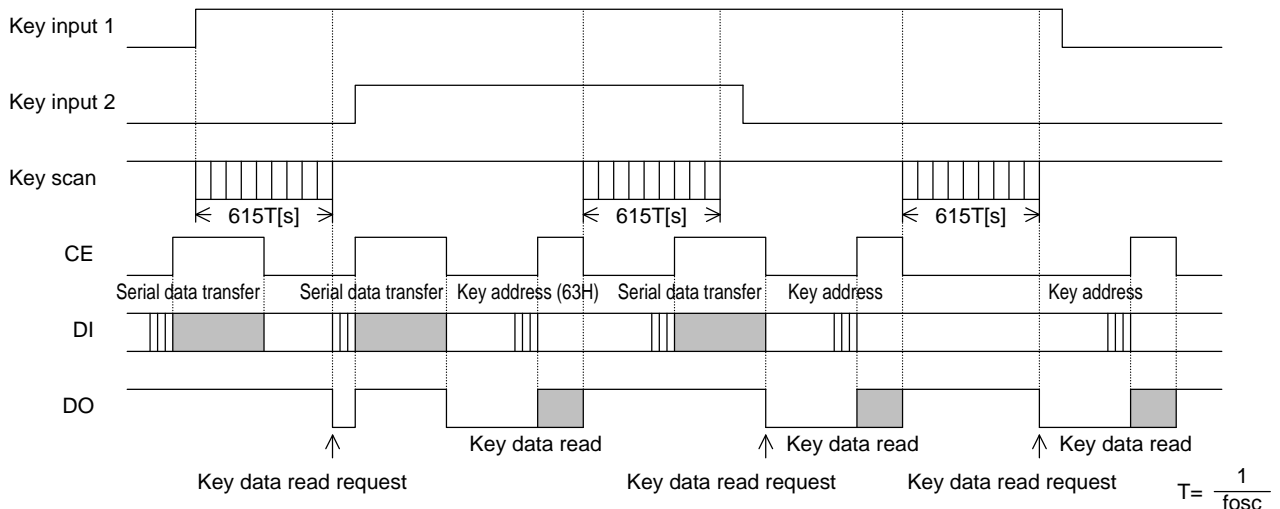 Key input 1
Key input 2
Key scan
615T[s] 615T[s] 615T[s]
CE
Serial data transfer Serial data transfer Key address (63H) Serial data transfer Key address Key address
DI
DO
Key data read Key data read Key data read
Key data read request Key data read request Key data read request
T= 1
fosc